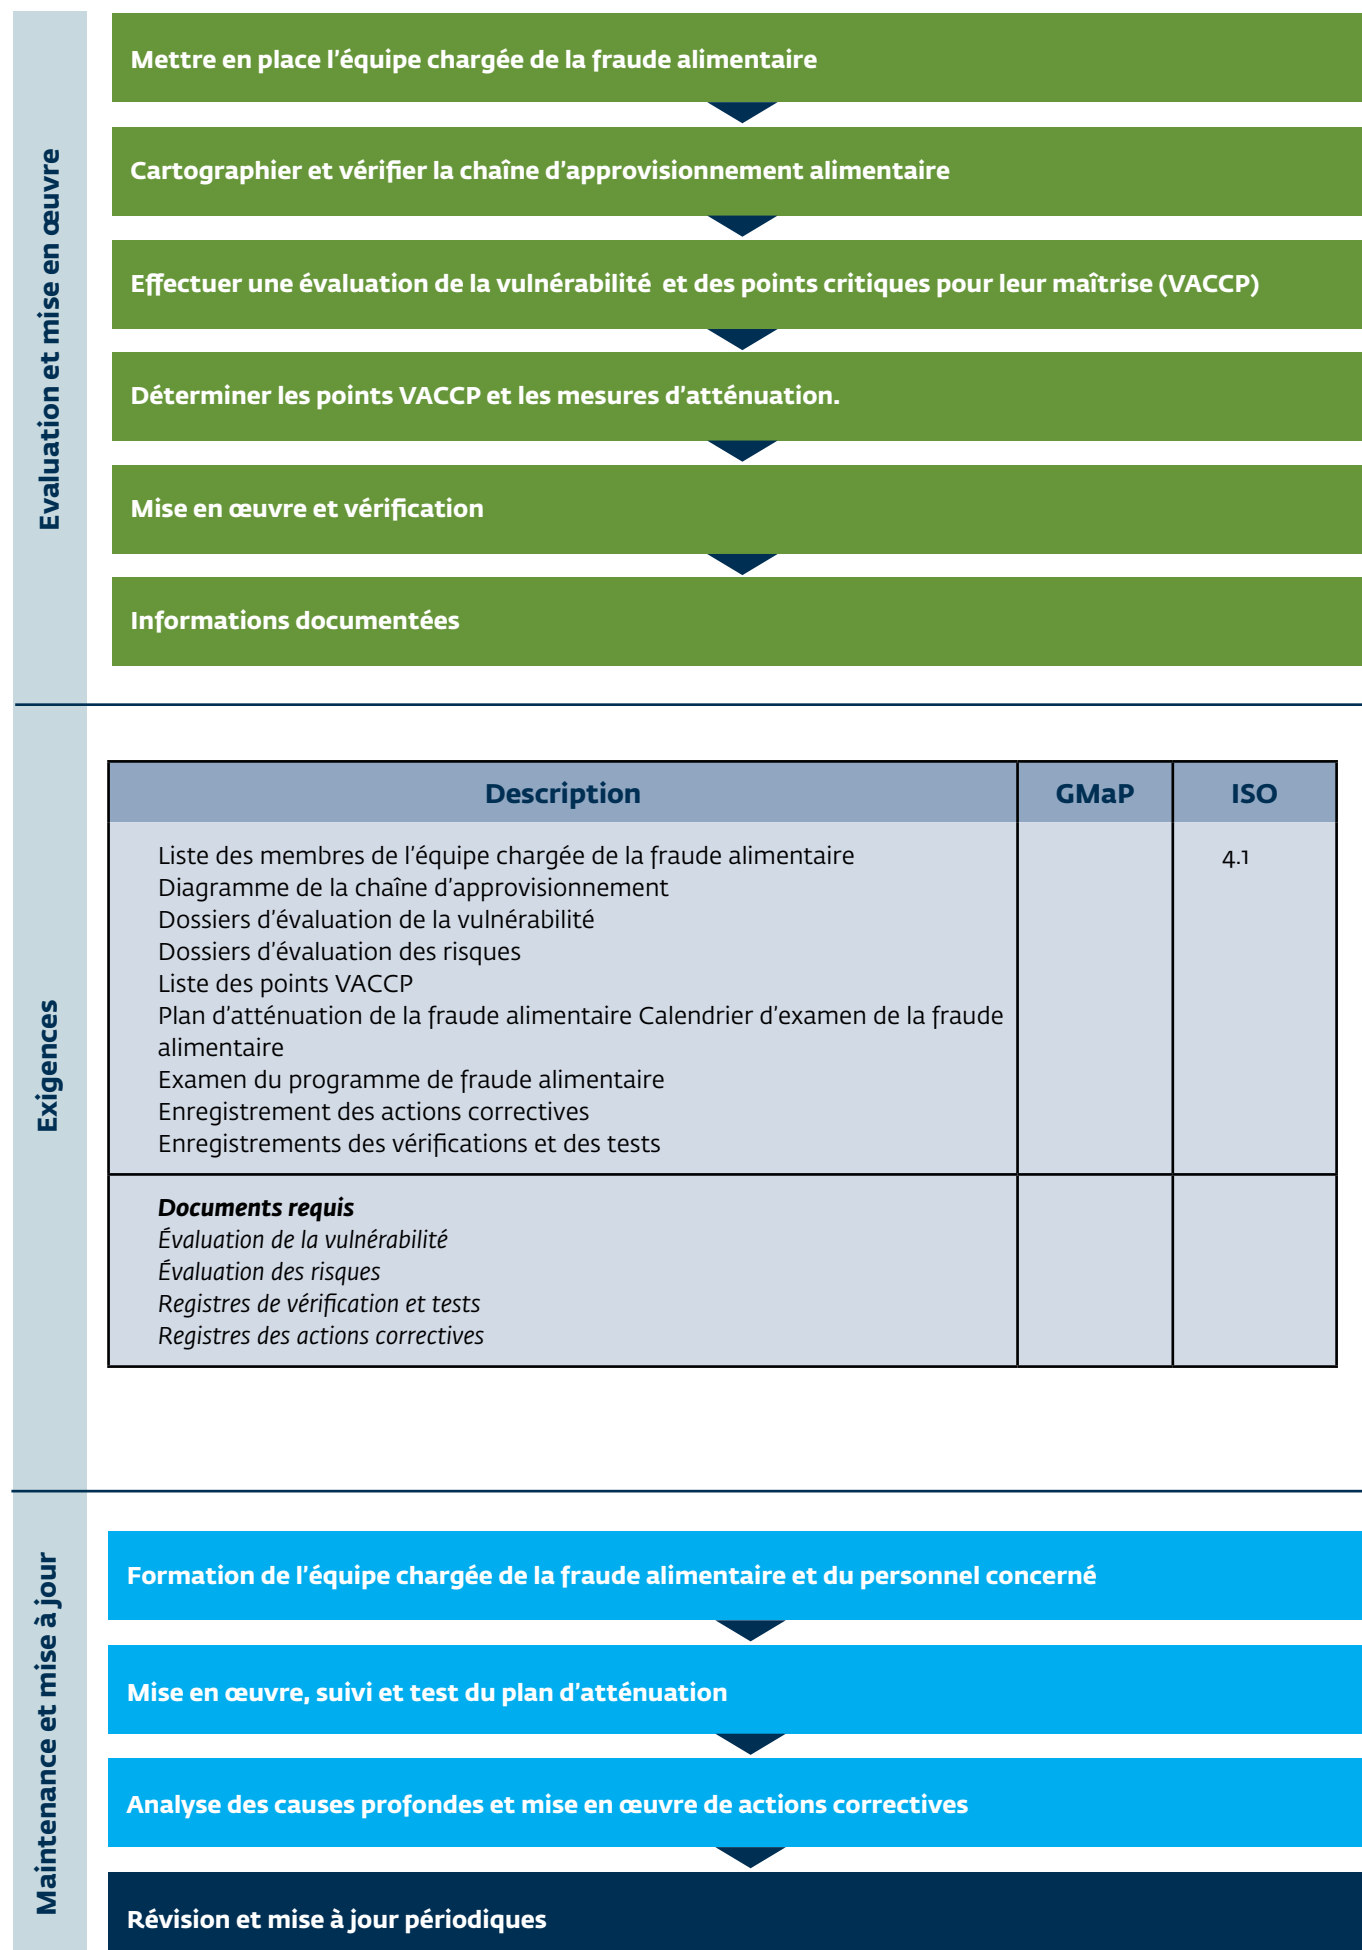 Evaluation et mise en œuvre
Mettre en place l'équipe chargée de la fraude alimentaire
Cartographier et vérifier la chaîne d'approvisionnement alimentaire
Effectuer une évaluation de la vulnérabilité et des points critiques pour leur maîtrise (VACCP)
Déterminer les points VACCP et les mesures d'atténuation.
Mise en œuvre et vérification
Informations documentées
Exigences
Description GMaP ISO
Liste des membres de l'équipe chargée de la fraude alimentaire 4.1
Diagramme de la chaîne d'approvisionnement
Dossiers d'évaluation de la vulnérabilité
Dossiers d'évaluation des risques
Liste des points VACCP
Plan d'atténuation de la fraude alimentaire Calendrier d'examen de la fraude
alimentaire
Examen du programme de fraude alimentaire
Enregistrement des actions correctives
Enregistrements des vérifications et des tests
Documents requis
Évaluation de la vulnérabilité
Évaluation des risques
Registres de vérification et tests
Registres des actions correctives
Maintenance et mise à jour
Formation de l'équipe chargée de la fraude alimentaire et du personnel concerné
Mise en œuvre, suivi et test du plan d'atténuation
Analyse des causes profondes et mise en œuvre de actions correctives
Révision et mise à jour périodiques